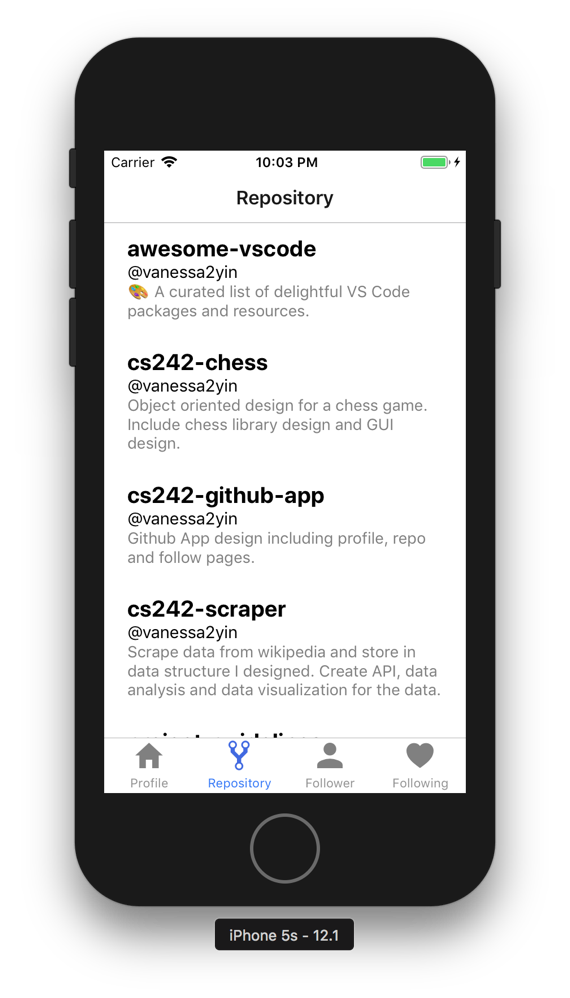 Carrier 10:03 PM
Repository
awesome-vscode
@vanessa2yin
🎨 A curated list of delightful VS Code
packages and resources.
cs242-chess
@vanessa2yin
Object oriented design for a chess game.
Include chess library design and GUI
design.
cs242-github-app
@vanessa2yin
Github App design including profile, repo
and follow pages.
cs242-scraper
@vanessa2yin
Scrape data from wikipedia and store in
data structure I designed. Create API, data
analysis and data visualization for the data.
Profile Repository Follower Following
iPhone 5s - 12.1